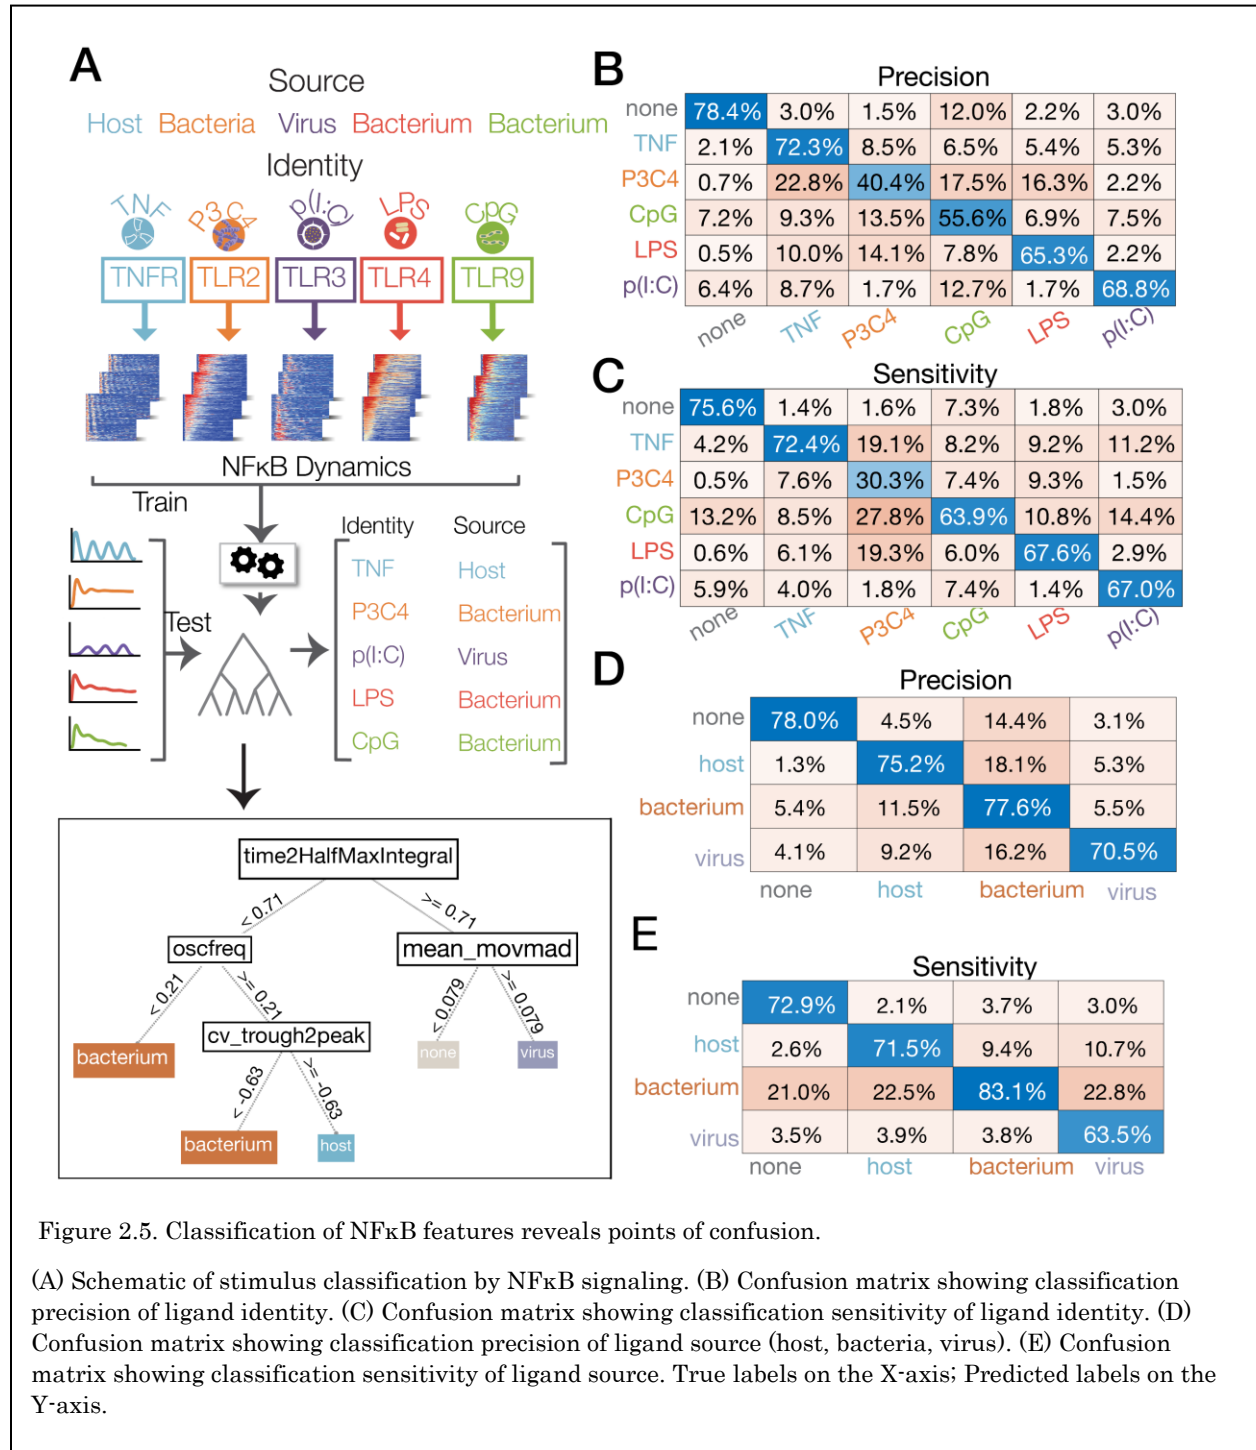 A
Source
Host Bacteria Virus Bacterium Bacterium
Identity
TNF P3C4 p(I:C) LPS CpG
TNFR TLR2 TLR3 TLR4 TLR9
NFκB Dynamics
Train
Test
Identity Source
TNF Host
P3C4 Bacterium
p(I:C) Virus
LPS Bacterium
CpG Bacterium
time2HalfMaxIntegral
< 0.71 >= 0.71
oscfreq mean_movmad
< 0.21 >= 0.21 < 0.079 >= 0.079
bacterium cv_trough2peak none virus
< -0.63 >= -0.63
bacterium host
B
Precision
none 78.4% 3.0% 1.5% 12.0% 2.2% 3.0%
TNF 2.1% 72.3% 8.5% 6.5% 5.4% 5.3%
P3C4 0.7% 22.8% 40.4% 17.5% 16.3% 2.2%
CpG 7.2% 9.3% 13.5% 55.6% 6.9% 7.5%
LPS 0.5% 10.0% 14.1% 7.8% 65.3% 2.2%
p(I:C) 6.4% 8.7% 1.7% 12.7% 1.7% 68.8%
none TNF P3C4 CpG LPS p(I:C)
C
Sensitivity
none 75.6% 1.4% 1.6% 7.3% 1.8% 3.0%
TNF 4.2% 72.4% 19.1% 8.2% 9.2% 11.2%
P3C4 0.5% 7.6% 30.3% 7.4% 9.3% 1.5%
CpG 13.2% 8.5% 27.8% 63.9% 10.8% 14.4%
LPS 0.6% 6.1% 19.3% 6.0% 67.6% 2.9%
p(I:C) 5.9% 4.0% 1.8% 7.4% 1.4% 67.0%
none TNF P3C4 CpG LPS p(I:C)
D
Precision
none 78.0% 4.5% 14.4% 3.1%
host 1.3% 75.2% 18.1% 5.3%
bacterium 5.4% 11.5% 77.6% 5.5%
virus 4.1% 9.2% 16.2% 70.5%
none host bacterium virus
E
Sensitivity
none 72.9% 2.1% 3.7% 3.0%
host 2.6% 71.5% 9.4% 10.7%
bacterium 21.0% 22.5% 83.1% 22.8%
virus 3.5% 3.9% 3.8% 63.5%
none host bacterium virus
Figure 2.5. Classification of NFκB features reveals points of confusion.
(A) Schematic of stimulus classification by NFκB signaling. (B) Confusion matrix showing classification
precision of ligand identity. (C) Confusion matrix showing classification sensitivity of ligand identity. (D)
Confusion matrix showing classification precision of ligand source (host, bacteria, virus). (E) Confusion
matrix showing classification sensitivity of ligand source. True labels on the X-axis; Predicted labels on the
Y-axis.